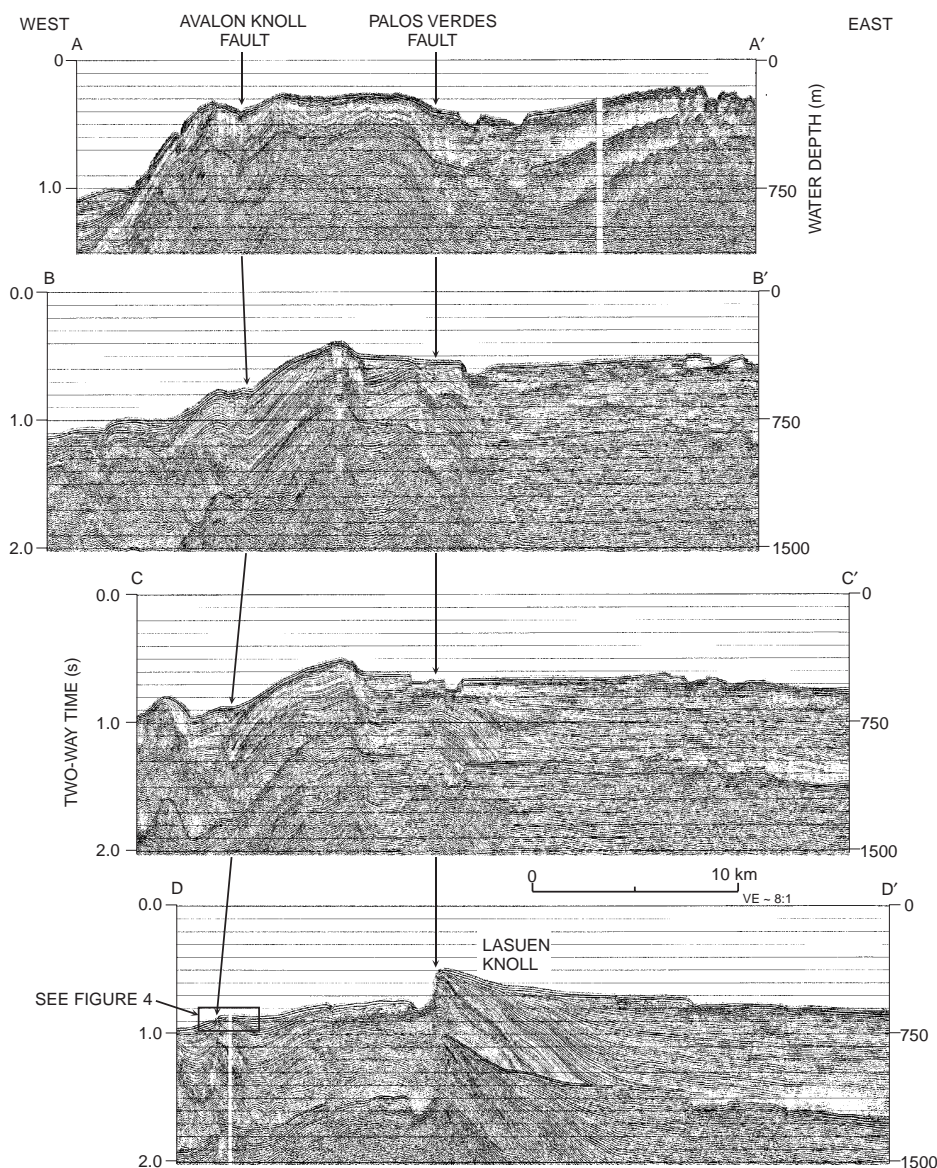 WEST
AVALON KNOLL
FAULT
PALOS VERDES
FAULT
EAST
A
A′
0
1.0
0
750
WATER DEPTH (m)
B
B′
0.0
1.0
2.0
0
750
1500
C
C′
0.0
1.0
2.0
0
750
1500
TWO-WAY TIME (s)
0
10 km
VE ~ 8:1
D
D′
0.0
1.0
2.0
0
750
1500
LASUEN
KNOLL
SEE FIGURE 4